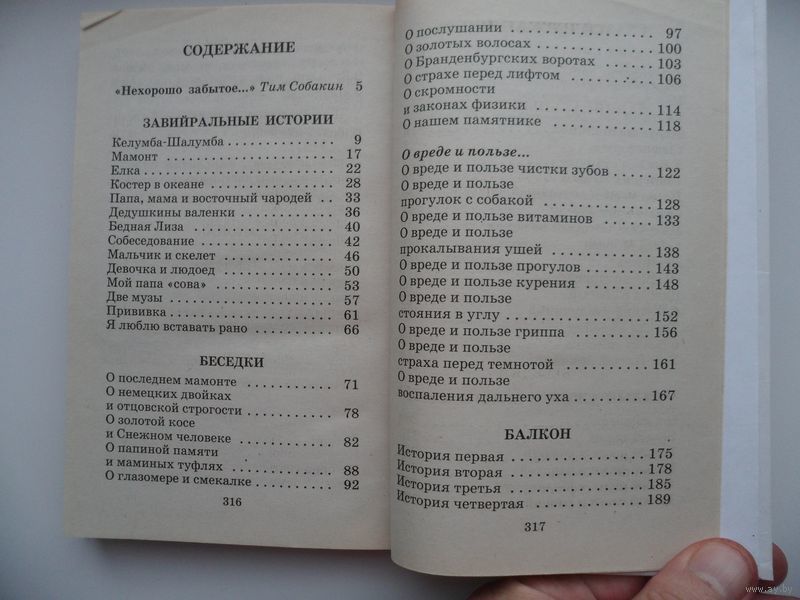 СОДЕРЖАНИЕ
«Нехорошо забытое...» Тим Собакин 5
ЗАВИЙРАЛЬНЫЕ ИСТОРИИ
Келумба-Шалумба . . . . . . . . . . . . . . 9
Мамонт . . . . . . . . . . . . . . . . . . . 17
Елка . . . . . . . . . . . . . . . . . . . . . 22
Костер в океане . . . . . . . . . . . . . . 28
Папа, мама и восточный чародей . . 33
Дедушкины валенки . . . . . . . . . . . 36
Бедная Лиза . . . . . . . . . . . . . . . . 40
Собеседование . . . . . . . . . . . . . . . 42
Мальчик и скелет . . . . . . . . . . . . . 46
Девочка и людоед . . . . . . . . . . . . . 50
Мой папа «сова» . . . . . . . . . . . . . . 53
Две музы . . . . . . . . . . . . . . . . . . 57
Прививка . . . . . . . . . . . . . . . . . . 61
Я люблю вставать рано . . . . . . . . . 66
БЕСЕДКИ
О последнем мамонте . . . . . . . . . . 71
О немецких двойках
и отцовской строгости . . . . . . . . . . 78
О золотой косе
и Снежном человеке . . . . . . . . . . . 82
О папиной памяти
и маминых туфлях . . . . . . . . . . . . 88
О глазомере и смекалке . . . . . . . . . 92
316
О послушании . . . . . . . . . . . . . . . 97
О золотых волосах . . . . . . . . . . . . 100
О Бранденбургских воротах . . . . . . 103
О страхе перед лифтом . . . . . . . . . 106
О скромности
и законах физики . . . . . . . . . . . . . 114
О нашем памятнике . . . . . . . . . . . 118
О вреде и пользе...
О вреде и пользе чистки зубов . . . . 122
О вреде и пользе
прогулок с собакой . . . . . . . . . . . . 128
О вреде и пользе витаминов . . . . . . 133
О вреде и пользе
прокалывания ушей . . . . . . . . . . . 138
О вреде и пользе прогулов . . . . . . . 143
О вреде и пользе курения . . . . . . . . 148
О вреде и пользе
стояния в углу . . . . . . . . . . . . . . . 152
О вреде и пользе гриппа . . . . . . . . . 156
О вреде и пользе
страха перед темнотой . . . . . . . . . 161
О вреде и пользе
воспаления дальнего уха . . . . . . . . . 167
БАЛКОН
История первая . . . . . . . . . . . . . . 175
История вторая . . . . . . . . . . . . . . 178
История третья . . . . . . . . . . . . . . 185
История четвертая . . . . . . . . . . . . 189
317
www.ay.by